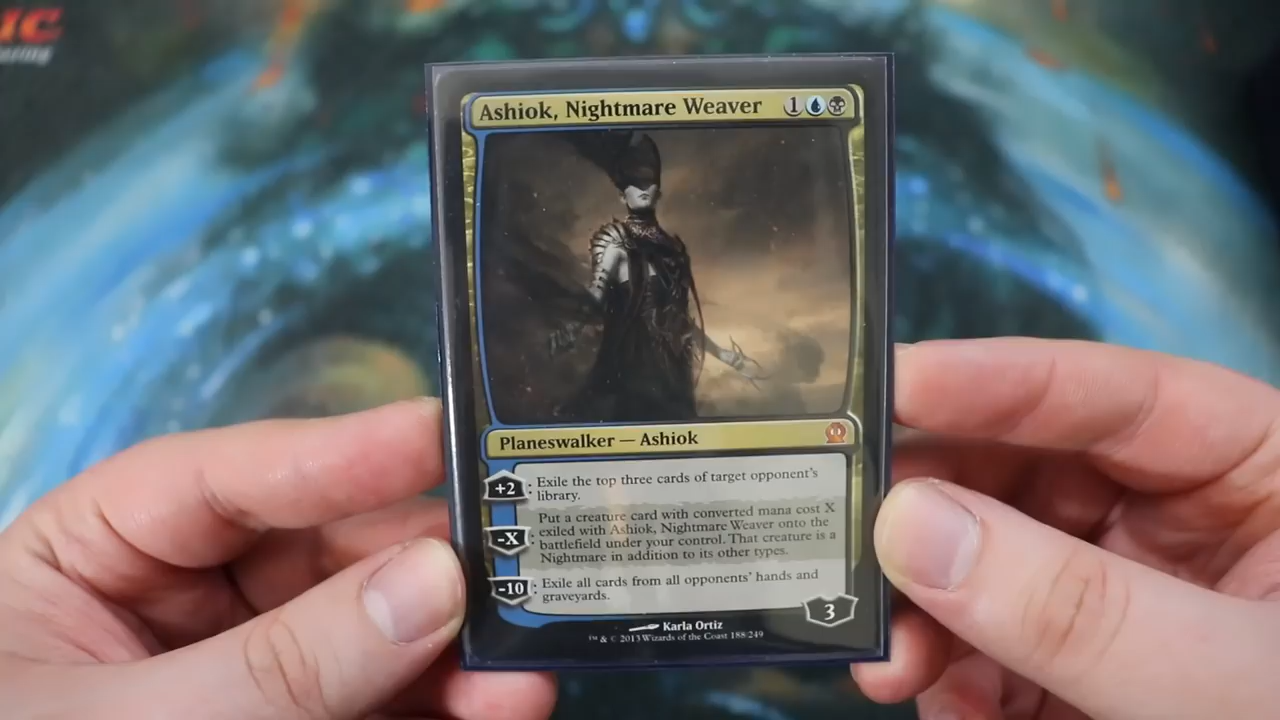 IC
ering
Ashiok, Nightmare Weaver 1
Planeswalker — Ashiok
+2 : Exile the top three cards of target opponent's
library.
Put a creature card with converted mana cost X
-X : exiled with Ashiok, Nightmare Weaver onto the
battlefield under your control. That creature is a
Nightmare in addition to its other types.
-10 : Exile all cards from all opponents' hands and
graveyards.
3
Karla Ortiz
™ & © 2013 Wizards of the Coast 188/249